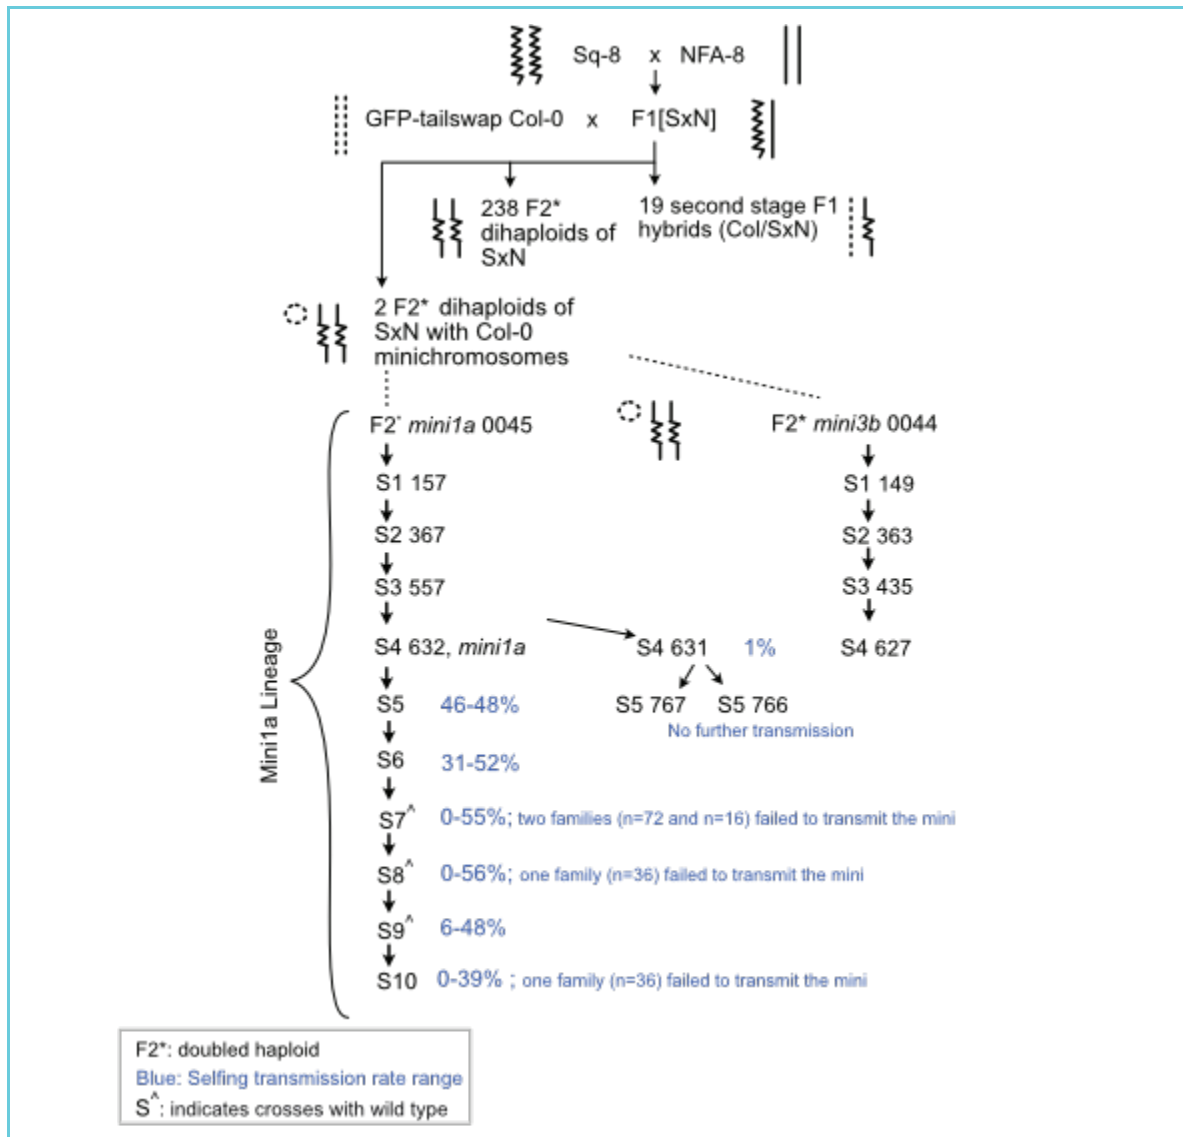 Sq-8 x NFA-8
GFP-tailswap Col-0 x F1[SxN]
238 F2*
dihaploids of
SxN
19 second stage F1
hybrids (Col/SxN)
2 F2* dihaploids of
SxN with Col-0
minichromosomes
F2* mini1a 0045
F2* mini3b 0044
S1 157
S1 149
S2 367
S2 363
S3 557
S3 435
S4 632, mini1a
S4 631 1%
S4 627
S5 46-48%
S5 767 S5 766
No further transmission
S6 31-52%
S7^ 0-55%; two families (n=72 and n=16) failed to transmit the mini
S8^ 0-56%; one family (n=36) failed to transmit the mini
S9^ 6-48%
S10 0-39% ; one family (n=36) failed to transmit the mini
Mini1a Lineage
F2*: doubled haploid
Blue: Selfing transmission rate range
S^: indicates crosses with wild type